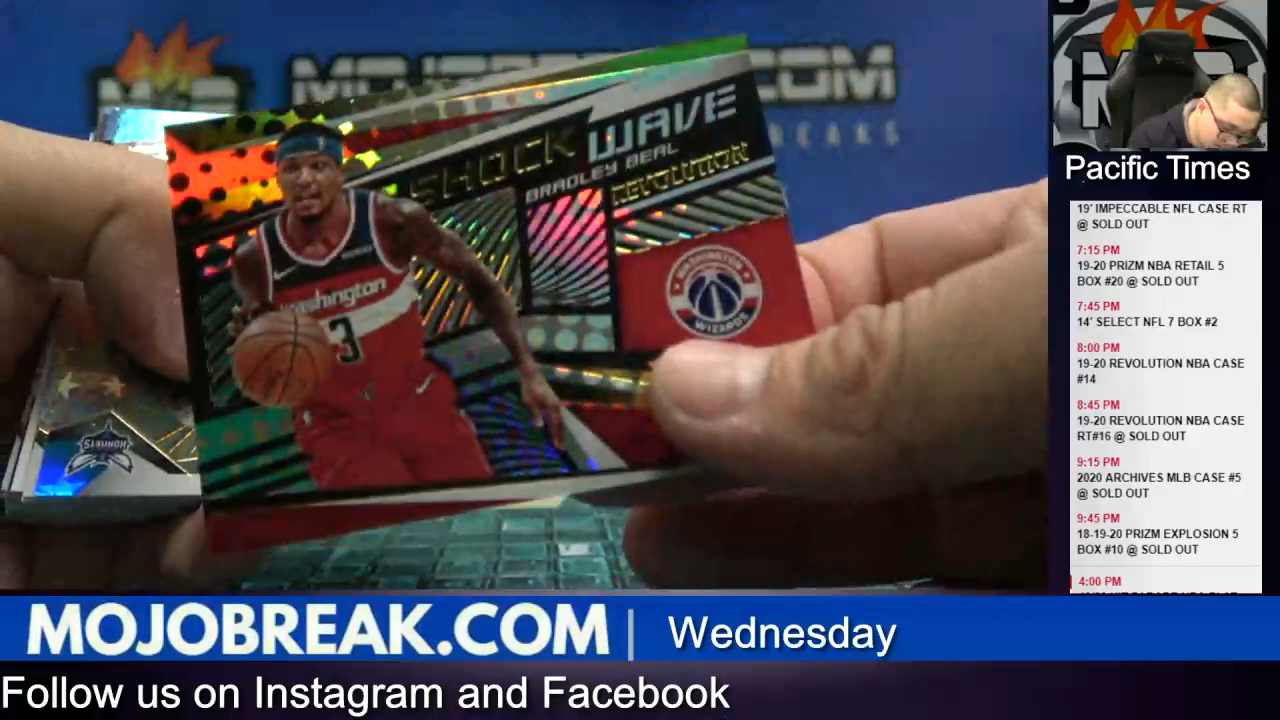 MOJOBREAK.COM
SHOCK WAVE
BRADLEY BEAL
REVOLUTION
WASHINGTON
WIZARDS
Washington
3
HORNETS
Pacific Times
19' IMPECCABLE NFL CASE RT
@ SOLD OUT
7:15 PM
19-20 PRIZM NBA RETAIL 5
BOX #20 @ SOLD OUT
7:45 PM
14' SELECT NFL 7 BOX #2
8:00 PM
19-20 REVOLUTION NBA CASE
#14
8:45 PM
19-20 REVOLUTION NBA CASE
RT#16 @ SOLD OUT
9:15 PM
2020 ARCHIVES MLB CASE #5
@ SOLD OUT
9:45 PM
18-19-20 PRIZM EXPLOSION 5
BOX #10 @ SOLD OUT
4:00 PM
MOJOBREAK.COM | Wednesday
Follow us on Instagram and Facebook